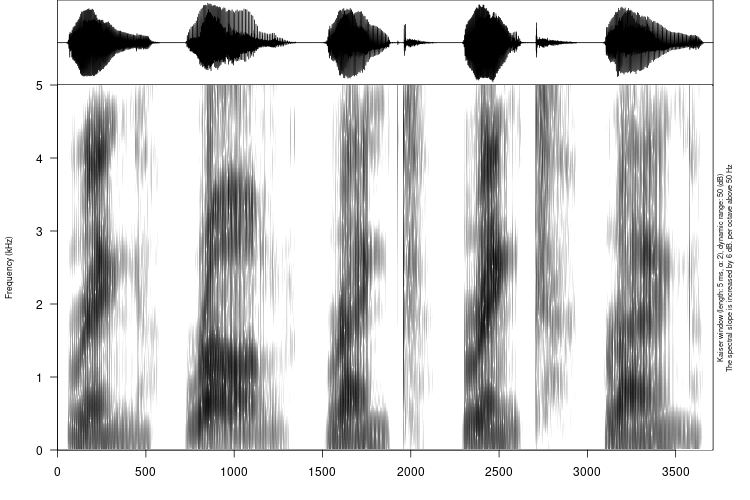 5
4
3
2
1
0
Frequency (kHz)
0 500 1000 1500 2000 2500 3000 3500
Kaiser window (length: 5 ms, α: 2), dynamic range: 50 (dB)
The spectral slope is increased by 6 dB per octave above 50 Hz